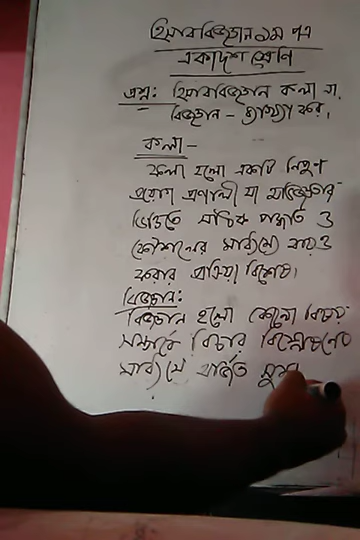 হিসাববিজ্ঞান ১ম পত্র
একাদশ শ্রেণি
প্রশ্ন: হিসাববিজ্ঞান কলা না
বিজ্ঞান - ব্যাখ্যা কর।
কলা -
কলা হলো একটি নিপুণ
প্রয়োগ প্রণালী যা অভিজ্ঞতার
ভিত্তিতে সঠিক পদ্ধতি ও
কৌশলের মাধ্যমে
করার প্রক্রিয়া বিশেষ।
বিজ্ঞান:
বিজ্ঞান হলো কোনো বিষয়
সম্পর্কে বিচার বিশ্লেষনের
মাধ্যমে অর্জিত